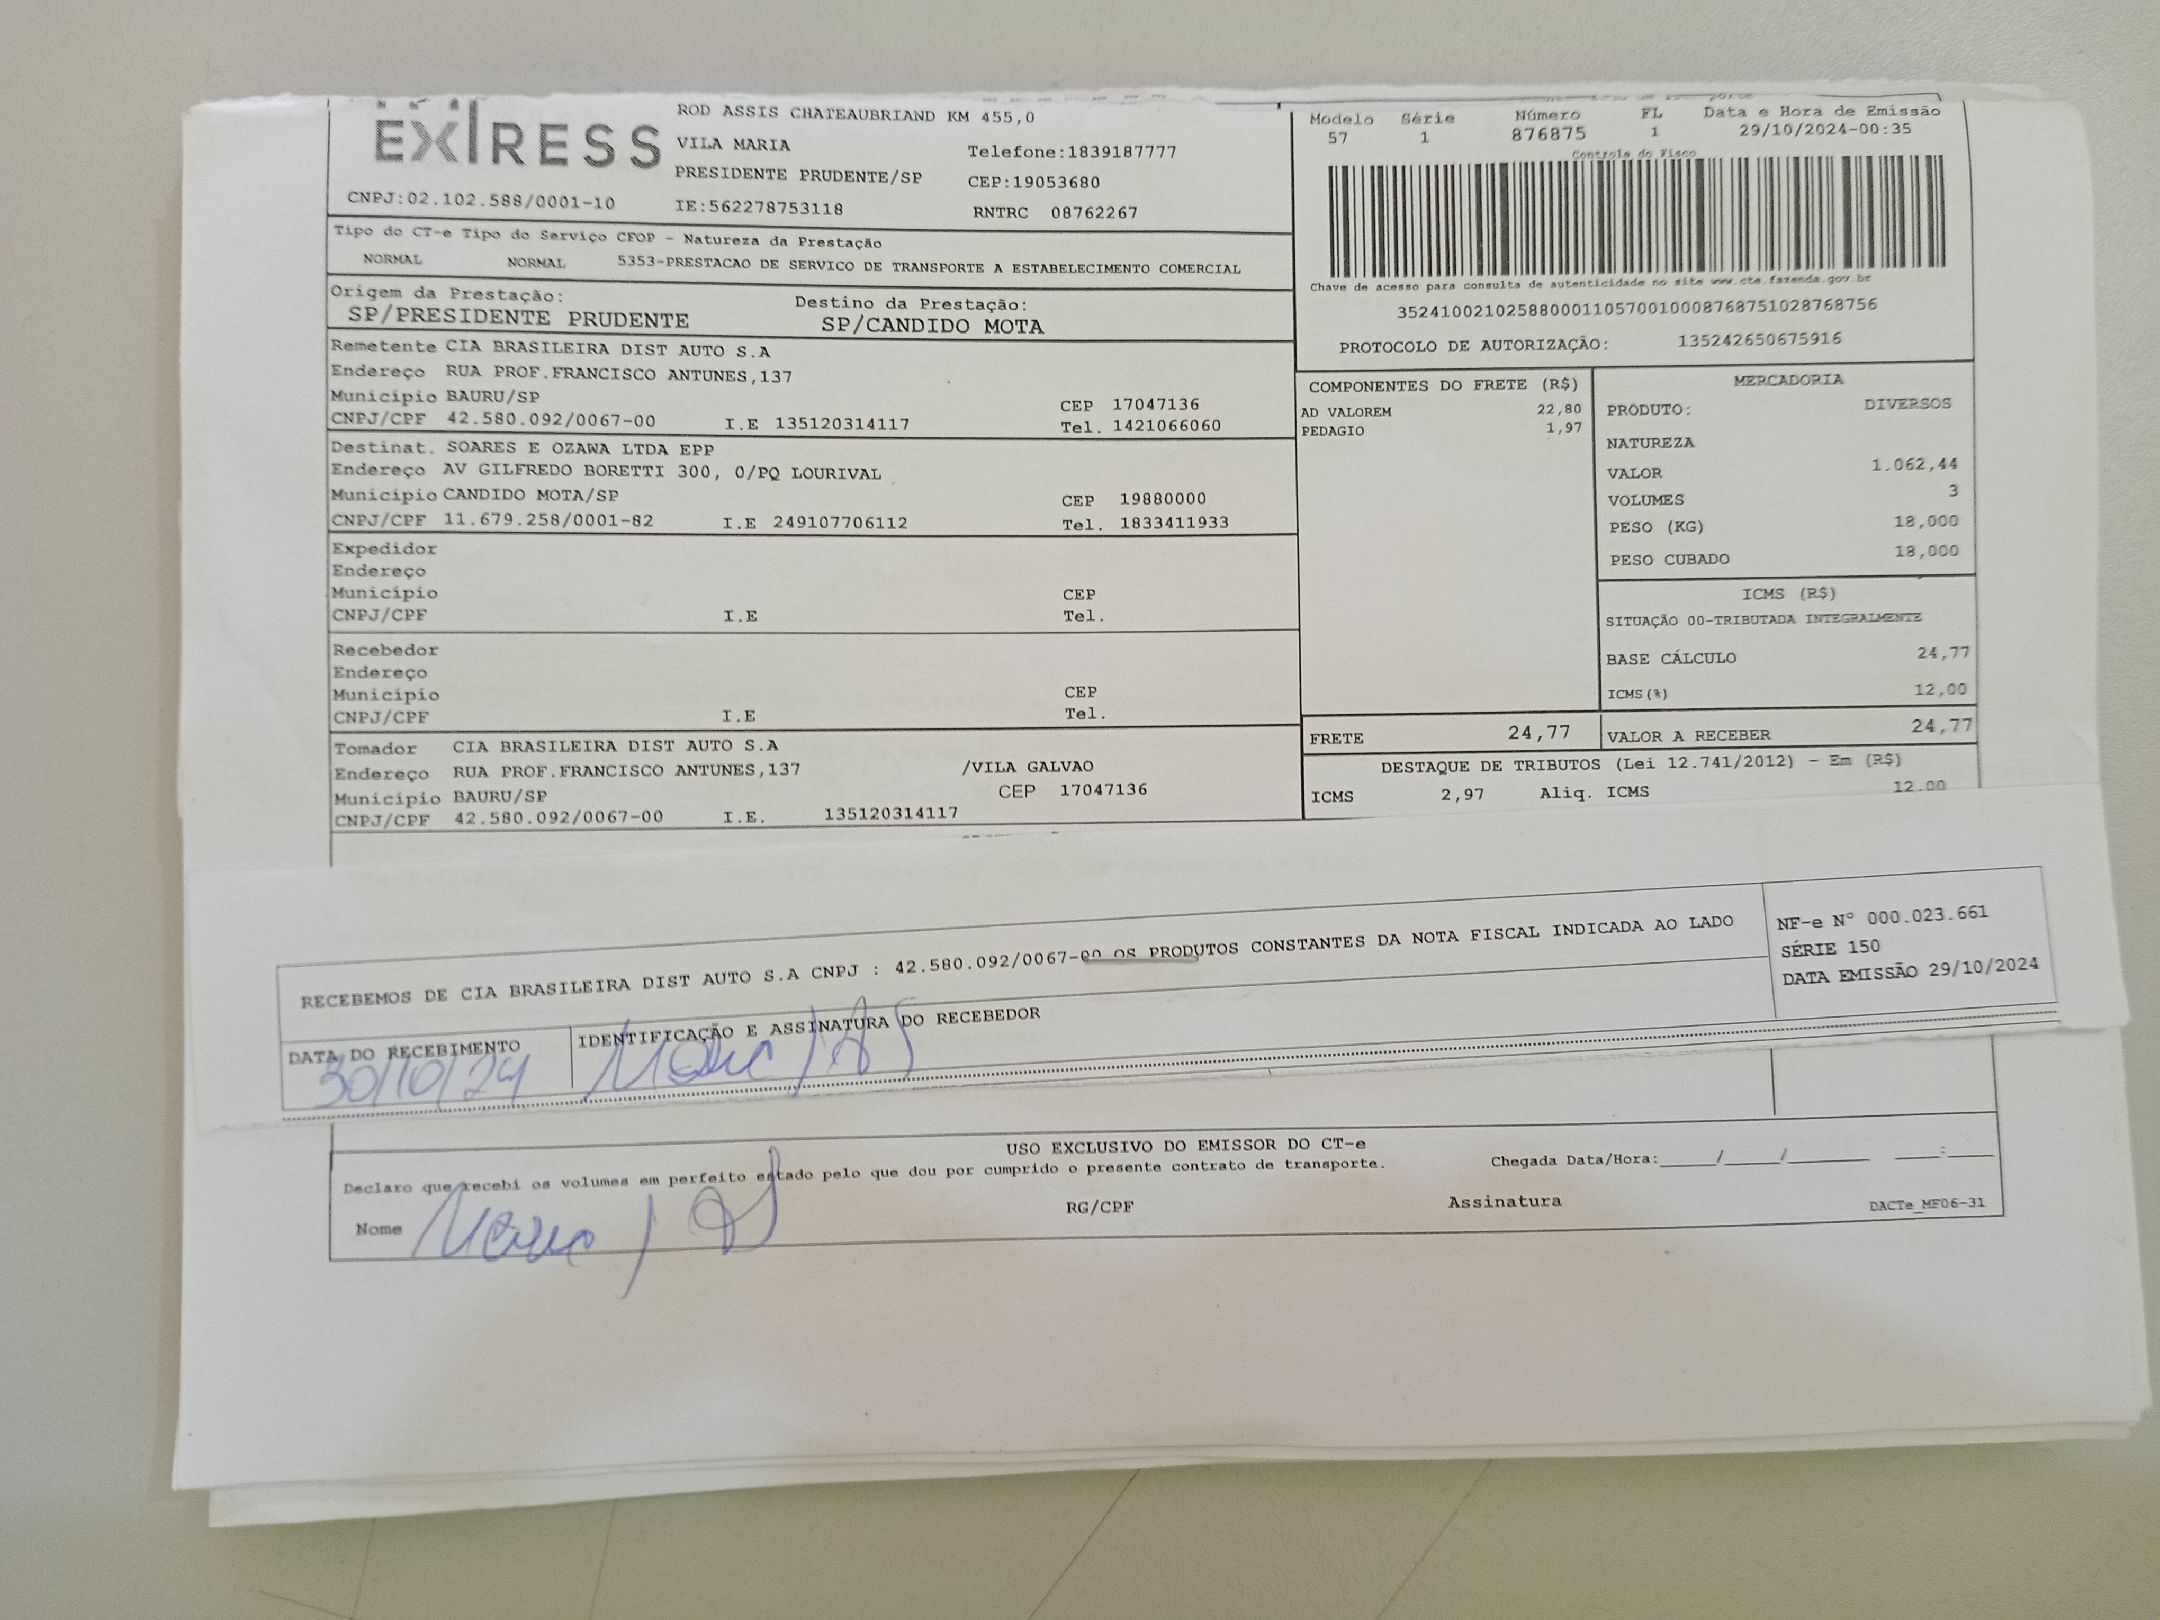 EXPRESS
CNPJ:02.102.588/0001-10
ROD ASSIS CHATEAUBRIAND KM 455,0
VILA MARIA Telefone:1839187777
PRESIDENTE PRUDENTE/SP CEP:19053680
IE:562278753118 RNTRC 08762267
Modelo Série Número FL Data e Hora de Emissão
57 1 876875 1 29/10/2024-00:35
Controle do Fisco
Chave de acesso para consulta de autenticidade no site www.cte.fazenda.gov.br
35241002102588000110570010008768751028768756
PROTOCOLO DE AUTORIZAÇÃO: 135242650675916
Tipo do CT-e Tipo do Serviço CFOP - Natureza da Prestação
NORMAL NORMAL 5353-PRESTACAO DE SERVICO DE TRANSPORTE A ESTABELECIMENTO COMERCIAL
Origem da Prestação: Destino da Prestação:
SP/PRESIDENTE PRUDENTE SP/CANDIDO MOTA
Remetente CIA BRASILEIRA DIST AUTO S.A
Endereço RUA PROF.FRANCISCO ANTUNES,137
Município BAURU/SP CEP 17047136
CNPJ/CPF 42.580.092/0067-00 I.E 135120314117 Tel. 1421066060
Destinat. SOARES E OZAWA LTDA EPP
Endereço AV GILFREDO BORETTI 300, 0/PQ LOURIVAL
Município CANDIDO MOTA/SP CEP 19880000
CNPJ/CPF 11.679.258/0001-82 I.E 249107706112 Tel. 1833411933
Expedidor
Endereço
Município CEP
CNPJ/CPF I.E Tel.
Recebedor
Endereço
Município CEP
CNPJ/CPF I.E Tel.
Tomador CIA BRASILEIRA DIST AUTO S.A
Endereço RUA PROF.FRANCISCO ANTUNES,137 /VILA GALVAO
Município BAURU/SP CEP 17047136
CNPJ/CPF 42.580.092/0067-00 I.E. 135120314117
COMPONENTES DO FRETE (R$)
AD VALOREM 22,80
PEDAGIO 1,97
MERCADORIA
PRODUTO: DIVERSOS
NATUREZA
VALOR 1.062,44
VOLUMES 3
PESO (KG) 18,000
PESO CUBADO 18,000
ICMS (R$)
SITUAÇÃO 00-TRIBUTADA INTEGRALMENTE
BASE CÁLCULO 24,77
ICMS(%) 12,00
FRETE 24,77 VALOR A RECEBER 24,77
DESTAQUE DE TRIBUTOS (Lei 12.741/2012) - Em (R$)
ICMS 2,97 Aliq. ICMS 12.00
RECEBEMOS DE CIA BRASILEIRA DIST AUTO S.A CNPJ : 42.580.092/0067-00 OS PRODUTOS CONSTANTES DA NOTA FISCAL INDICADA AO LADO
NF-e N° 000.023.661
SÉRIE 150
DATA EMISSÃO 29/10/2024
DATA DO RECEBIMENTO IDENTIFICAÇÃO E ASSINATURA DO RECEBEDOR
30/10/24
USO EXCLUSIVO DO EMISSOR DO CT-e
Declaro que recebi os volumes em perfeito estado pelo que dou por cumprido o presente contrato de transporte. Chegada Data/Hora:_____/_____/________ ____:____
Nome RG/CPF Assinatura DACTe_MF06-31